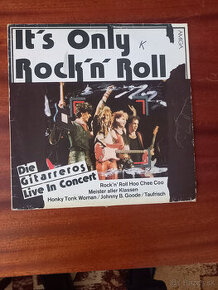 It's Only
Rock'n' Roll
AMIGA
Die
Gitarreros
Live In Concert
Rock'n' Roll Hoo Chee Coo
Meister aller Klassen
Honky Tonk Woman / Johnny B. Goode / Taufrisch